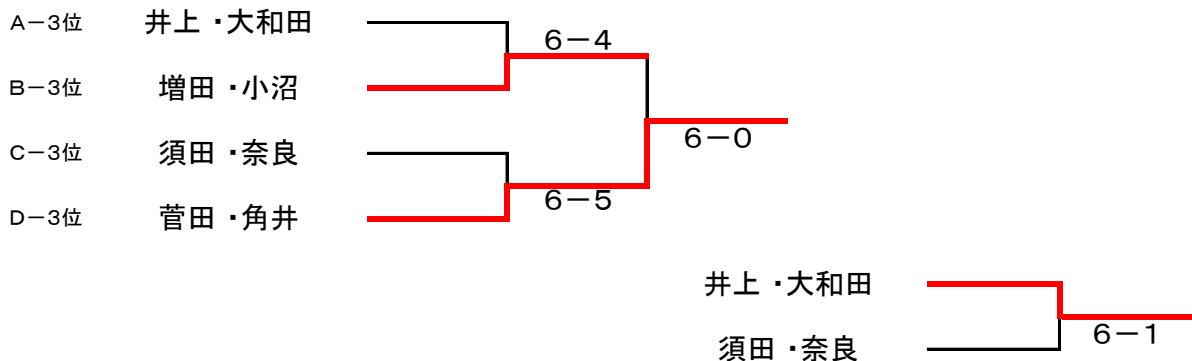 A－3位 井上・大和田
6－4
B－3位 増田・小沼
6－0
C－3位 須田・奈良
6－5
D－3位 菅田・角井
井上・大和田
6－1
須田・奈良